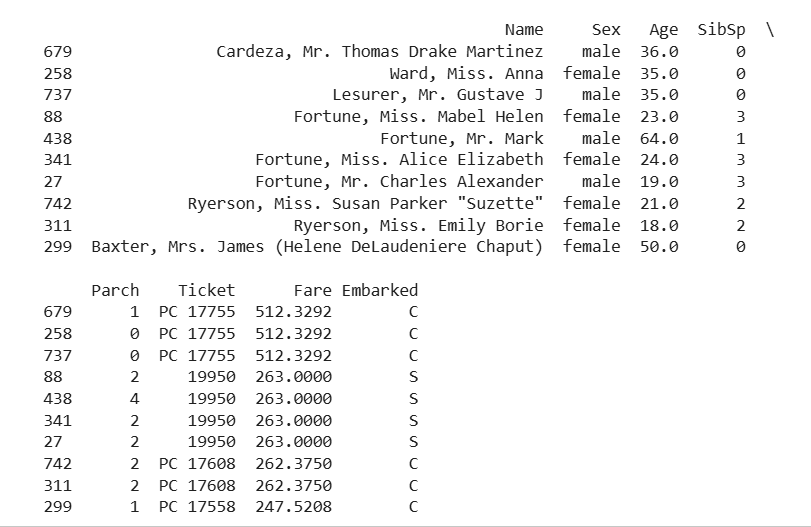 Name Sex Age SibSp \
679 Cardeza, Mr. Thomas Drake Martinez male 36.0 0
258 Ward, Miss. Anna female 35.0 0
737 Lesurer, Mr. Gustave J male 35.0 0
88 Fortune, Miss. Mabel Helen female 23.0 3
438 Fortune, Mr. Mark male 64.0 1
341 Fortune, Miss. Alice Elizabeth female 24.0 3
27 Fortune, Mr. Charles Alexander male 19.0 3
742 Ryerson, Miss. Susan Parker "Suzette" female 21.0 2
311 Ryerson, Miss. Emily Borie female 18.0 2
299 Baxter, Mrs. James (Helene DeLaudeniere Chaput) female 50.0 0
Parch Ticket Fare Embarked
679 1 PC 17755 512.3292 C
258 0 PC 17755 512.3292 C
737 0 PC 17755 512.3292 C
88 2 19950 263.0000 S
438 4 19950 263.0000 S
341 2 19950 263.0000 S
27 2 19950 263.0000 S
742 2 PC 17608 262.3750 C
311 2 PC 17608 262.3750 C
299 1 PC 17558 247.5208 C